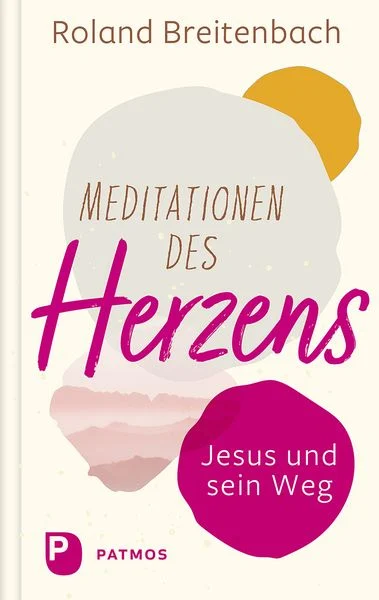 Roland Breitenbach
MEDITATIONEN
DES
Herzens
Jesus und
sein Weg
P PATMOS